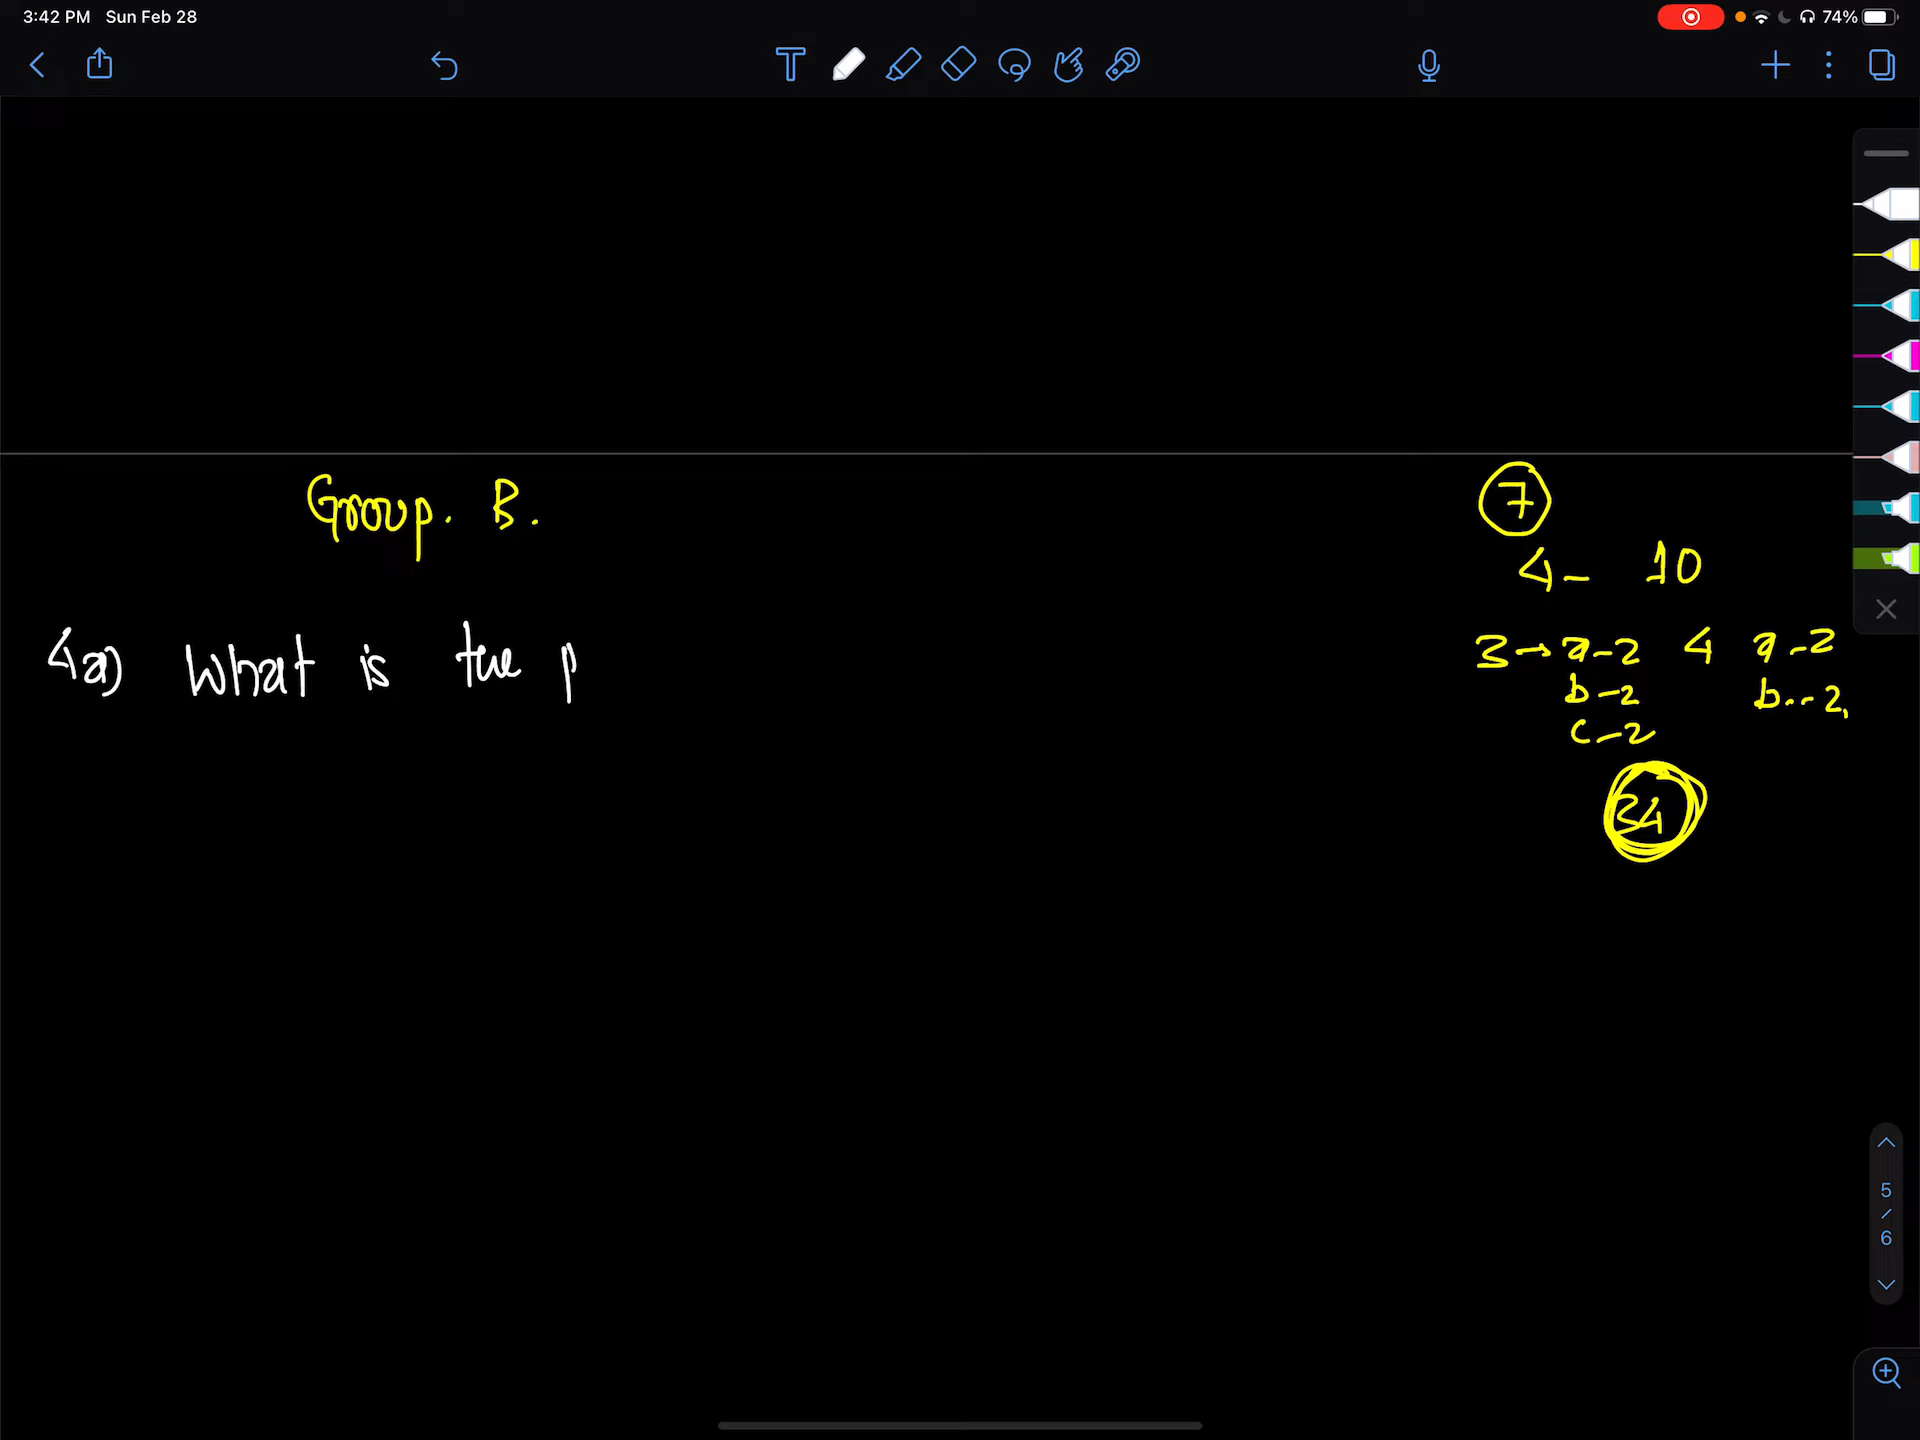 3:42 PM Sun Feb 28
74%
Group. B.
7
4 - 10
4a) What is the p
3 → a - 2 4 a - 2
b - 2 b - - 2,
c - 2
34
5
/
6